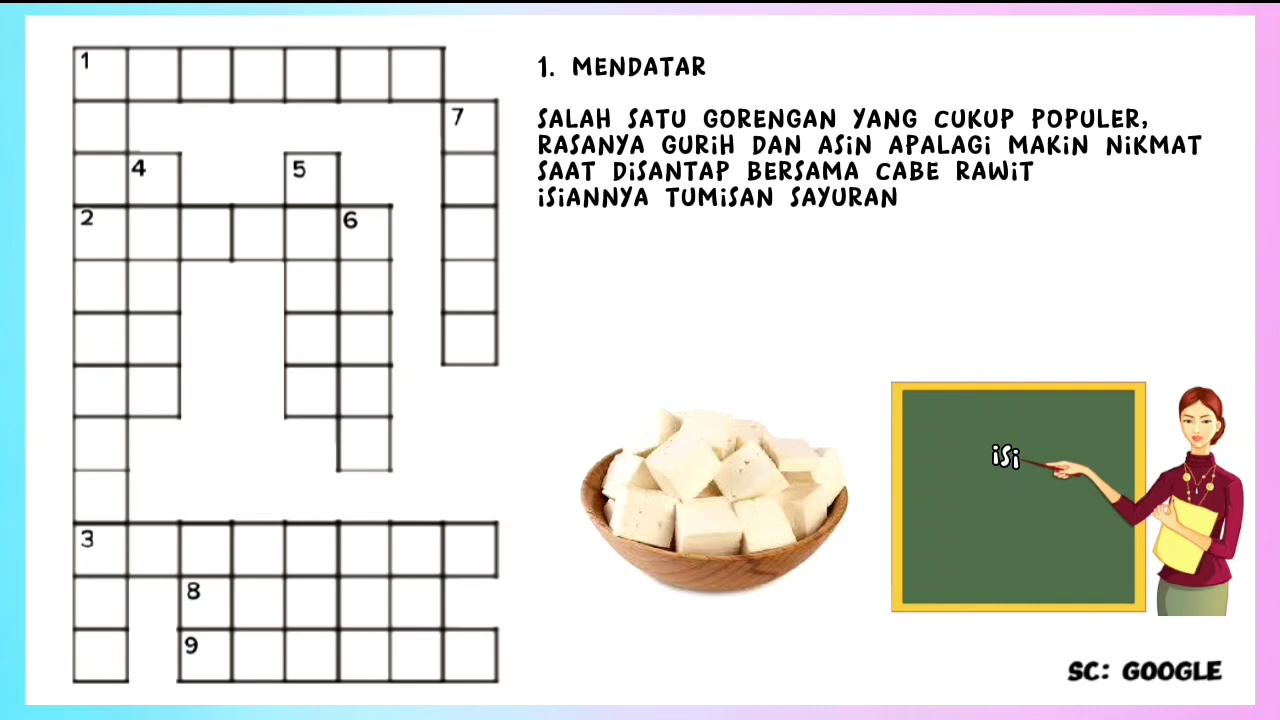 1
7
4
5
2
6
3
8
9
1. MENDATAR
SALAH SATU GORENGAN YANG CUKUP POPULER,
RASANYA GURiH DAN ASiN APALAGi MAKiN NiKMAT
SAAT DiSANTAP BERSAMA CABE RAWiT
iSiANNYA TUMiSAN SAYURAN
iSi
SC: GOOGLE